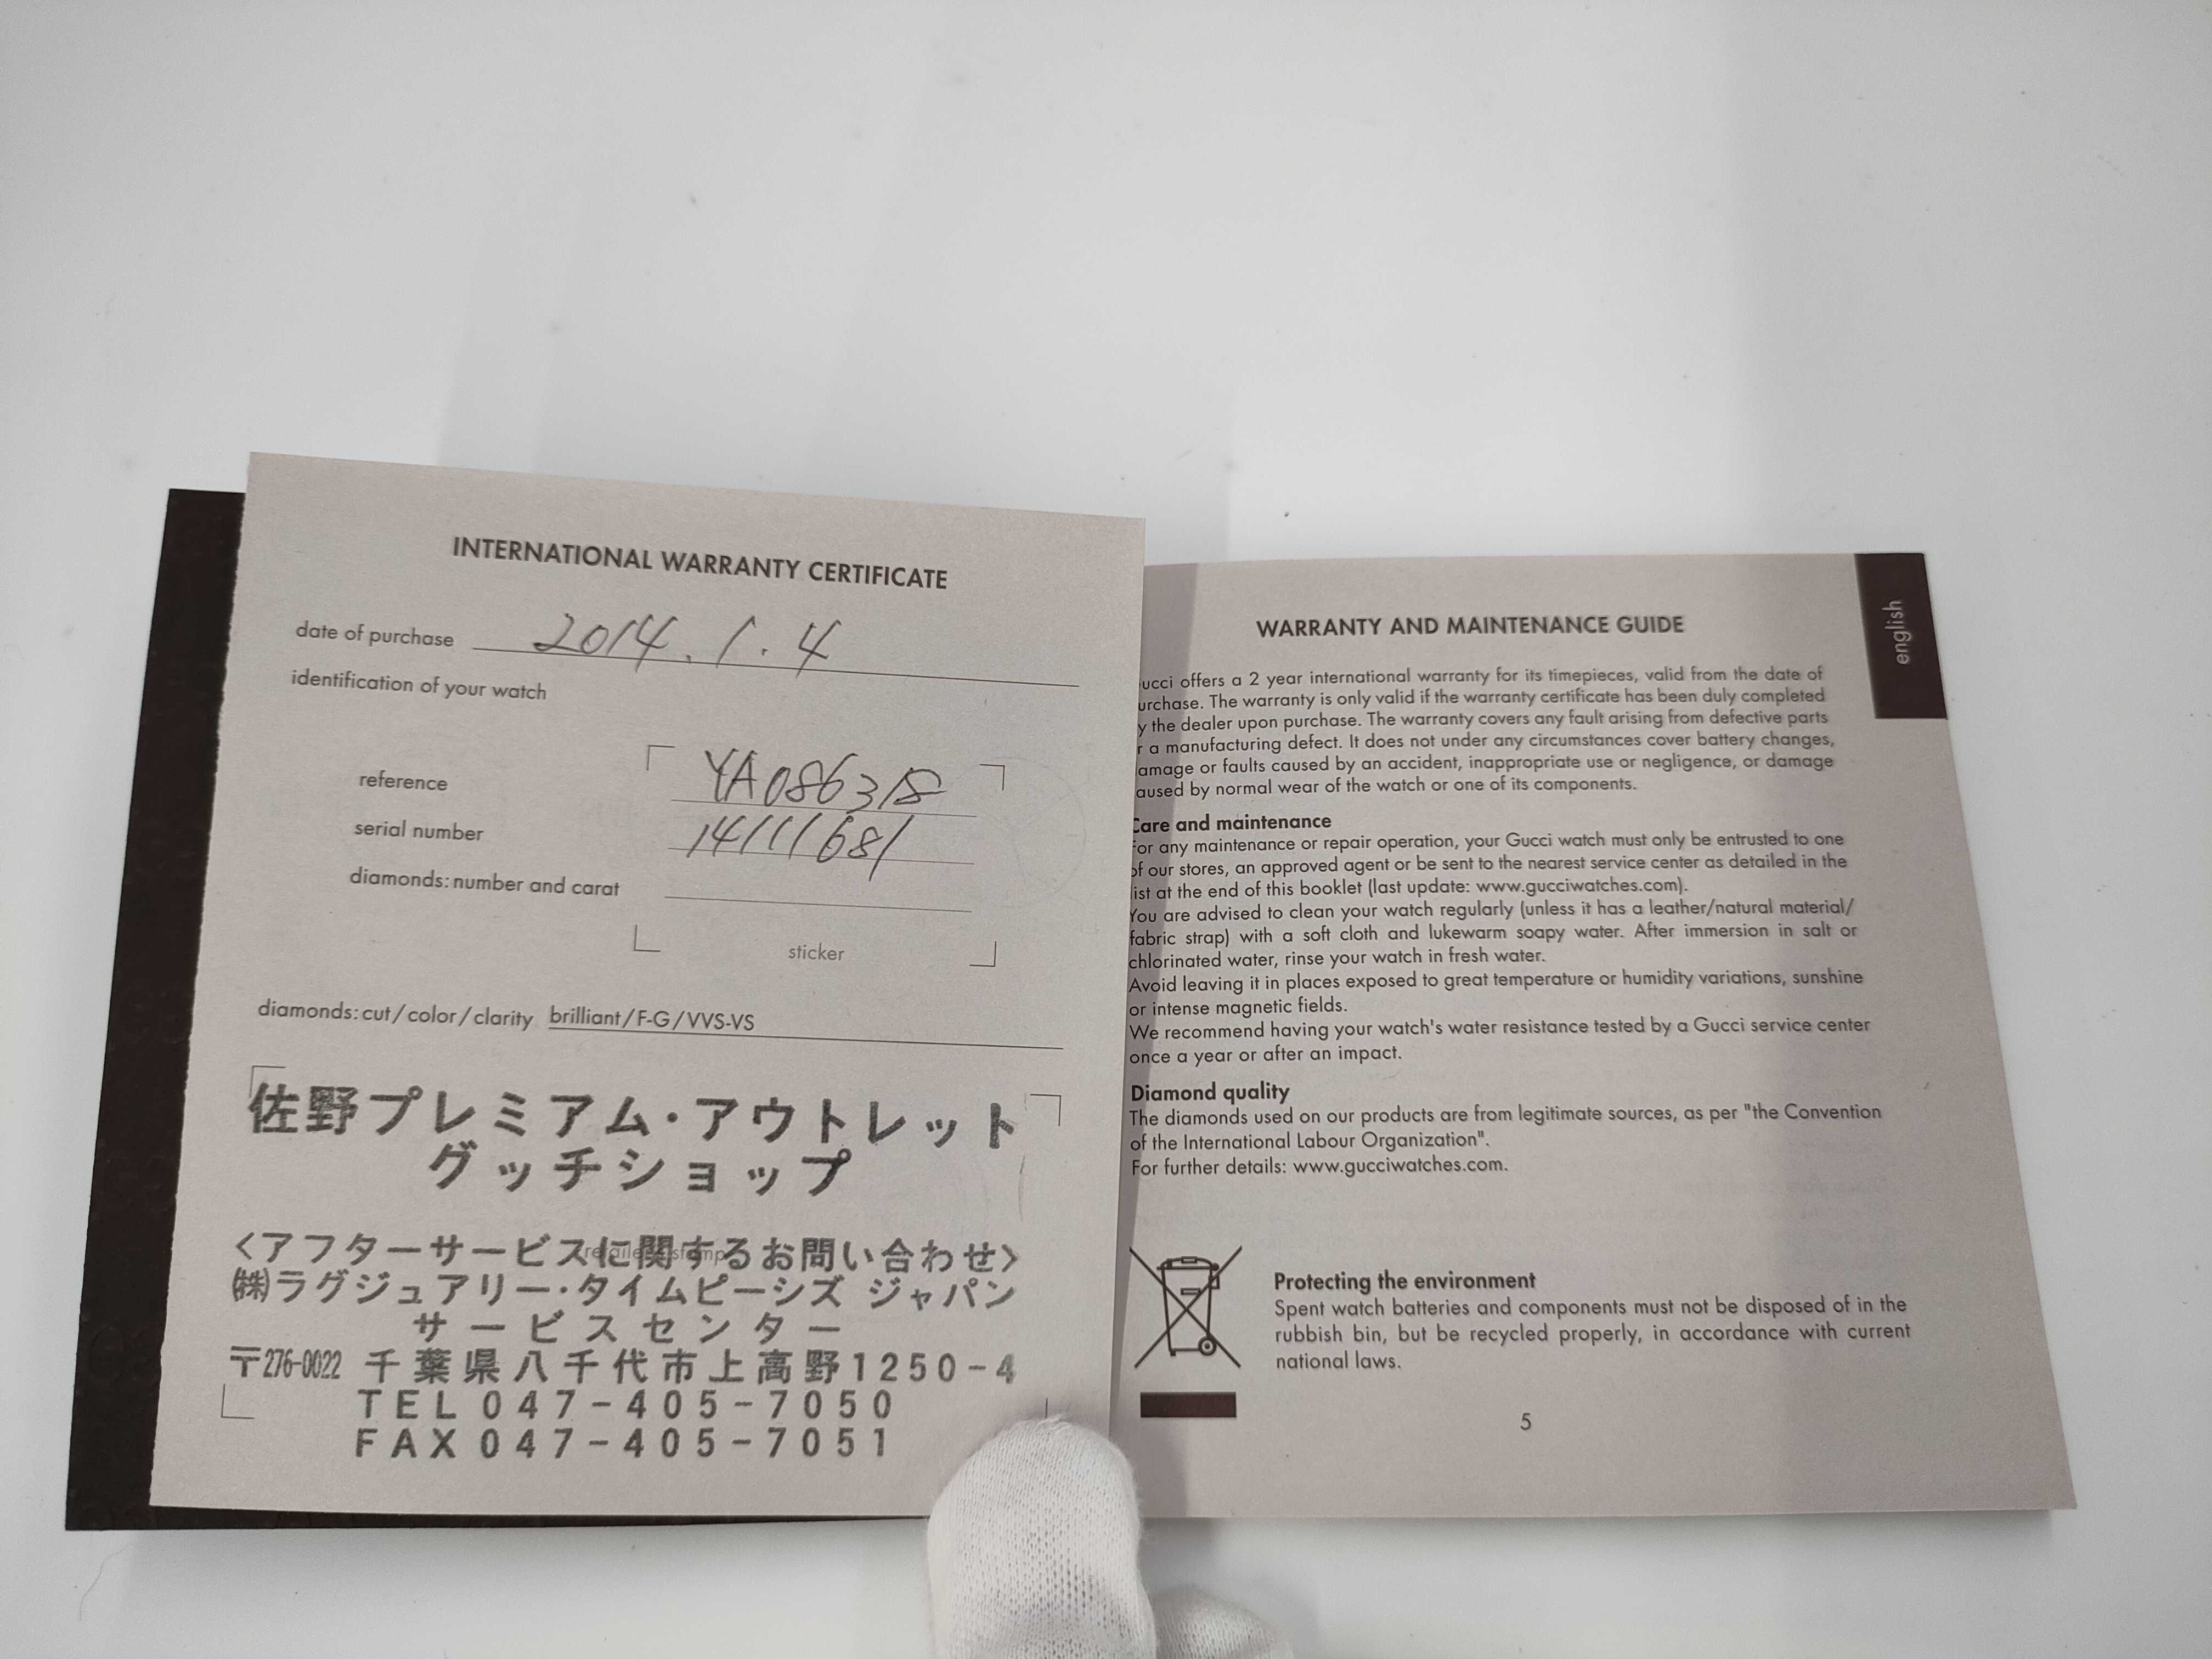 INTERNATIONAL WARRANTY CERTIFICATE
date of purchase 2014.1.4
identification of your watch
reference YA086318
serial number 14111681
diamonds: number and carat
sticker
diamonds: cut/color/clarity brilliant/F-G/VVS-VS
佐野プレミアム・アウトレット
グッチショップ
<アフターサービスに関するお問い合わせ>
㈱ラグジュアリー・タイムピーシズ ジャパン
サービスセンター
〒276-0022 千葉県八千代市上高野1250-4
TEL 047-405-7050
FAX 047-405-7051
english
WARRANTY AND MAINTENANCE GUIDE
ucci offers a 2 year international warranty for its timepieces, valid from the date of
urchase. The warranty is only valid if the warranty certificate has been duly completed
y the dealer upon purchase. The warranty covers any fault arising from defective parts
r a manufacturing defect. It does not under any circumstances cover battery changes,
amage or faults caused by an accident, inappropriate use or negligence, or damage
aused by normal wear of the watch or one of its components.
Care and maintenance
For any maintenance or repair operation, your Gucci watch must only be entrusted to one
of our stores, an approved agent or be sent to the nearest service center as detailed in the
list at the end of this booklet (last update: www.gucciwatches.com).
You are advised to clean your watch regularly (unless it has a leather/natural material/
fabric strap) with a soft cloth and lukewarm soapy water. After immersion in salt or
chlorinated water, rinse your watch in fresh water.
Avoid leaving it in places exposed to great temperature or humidity variations, sunshine
or intense magnetic fields.
We recommend having your watch's water resistance tested by a Gucci service center
once a year or after an impact.
Diamond quality
The diamonds used on our products are from legitimate sources, as per "the Convention
of the International Labour Organization".
For further details: www.gucciwatches.com.
Protecting the environment
Spent watch batteries and components must not be disposed of in the
rubbish bin, but be recycled properly, in accordance with current
national laws.
5